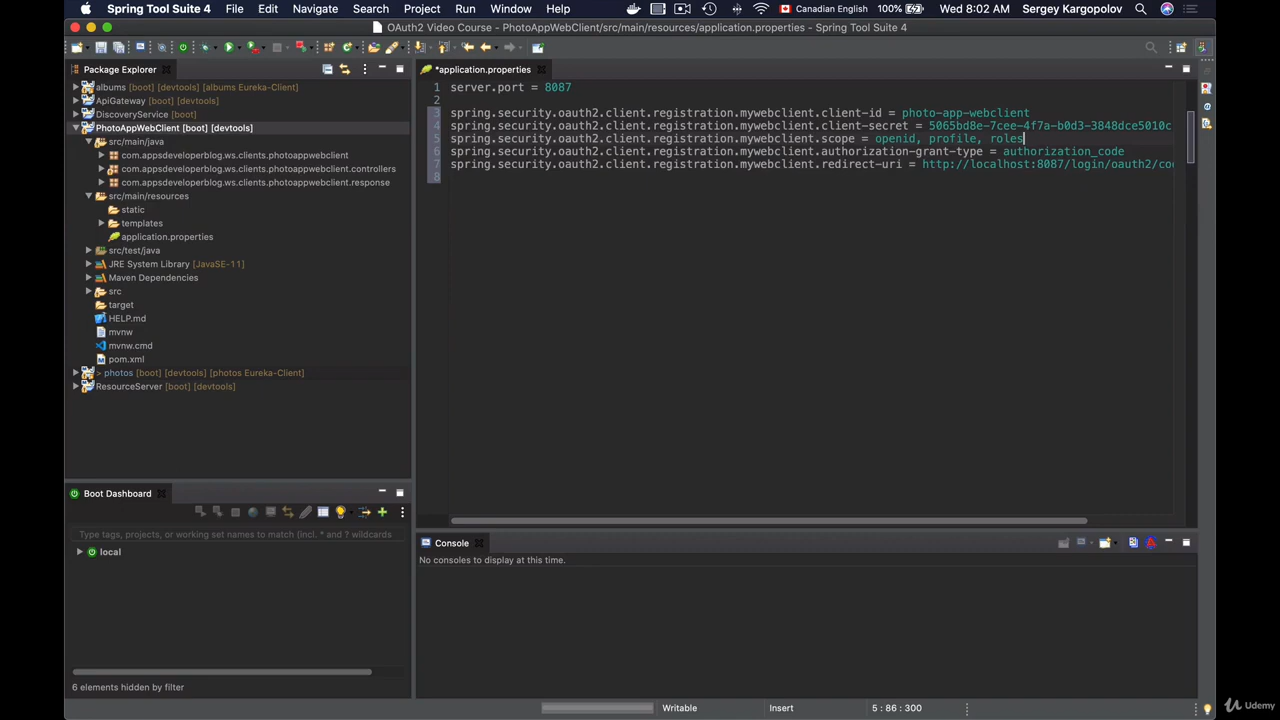 Spring Tool Suite 4 File Edit Navigate Search Project Run Window Help Canadian English 100% Wed 8:02 AM Sergey Kargopolov
OAuth2 Video Course - PhotoAppWebClient/src/main/resources/application.properties - Spring Tool Suite 4
Package Explorer
albums [boot] [devtools] [albums Eureka-Client]
ApiGateway [boot] [devtools]
DiscoveryService [boot] [devtools]
PhotoAppWebClient [boot] [devtools]
src/main/java
com.appsdeveloperblog.ws.clients.photoappwebclient
com.appsdeveloperblog.ws.clients.photoappwebclient.controllers
com.appsdeveloperblog.ws.clients.photoappwebclient.response
src/main/resources
static
templates
application.properties
src/test/java
JRE System Library [JavaSE-11]
Maven Dependencies
src
target
HELP.md
mvnw
mvnw.cmd
pom.xml
> photos [boot] [devtools] [photos Eureka-Client]
ResourceServer [boot] [devtools]
*application.properties
1 server.port = 8087
2
3 spring.security.oauth2.client.registration.mywebclient.client-id = photo-app-webclient
4 spring.security.oauth2.client.registration.mywebclient.client-secret = 5065bd8e-7cee-4f7a-b0d3-3848dce5010c
5 spring.security.oauth2.client.registration.mywebclient.scope = openid, profile, roles
6 spring.security.oauth2.client.registration.mywebclient.authorization-grant-type = authorization_code
7 spring.security.oauth2.client.registration.mywebclient.redirect-uri = http://localhost:8087/login/oauth2/co
8
Boot Dashboard
Type tags, projects, or working set names to match (incl. * and ? wildcards
local
6 elements hidden by filter
Console
No consoles to display at this time.
Writable Insert 5 : 86 : 300
Udemy